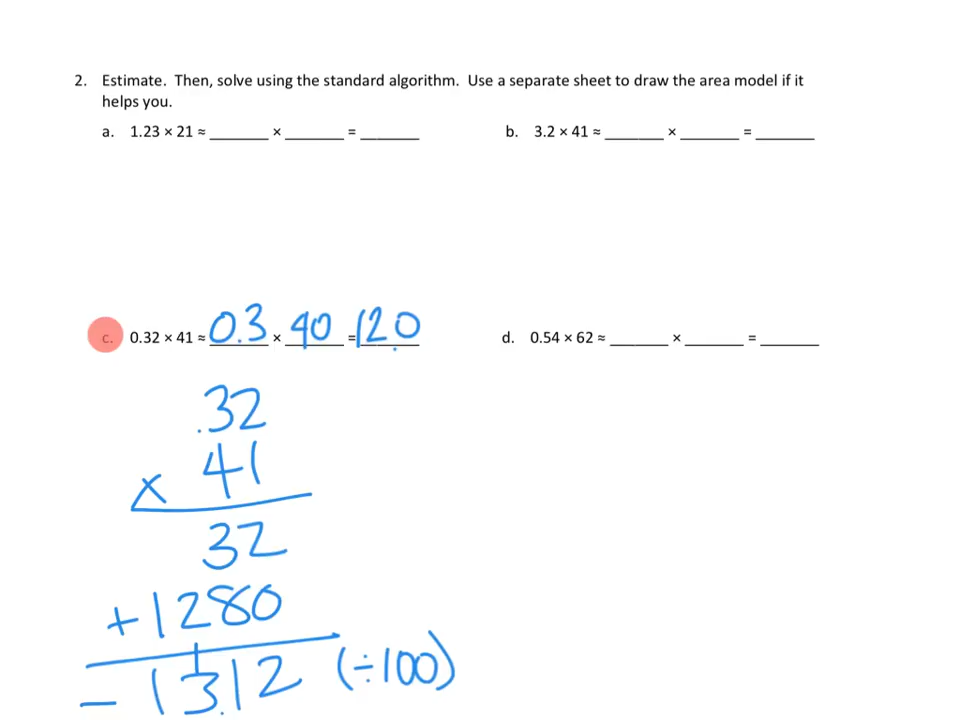 2. Estimate. Then, solve using the standard algorithm. Use a separate sheet to draw the area model if it
helps you.
a. 1.23 × 21 ≈ _______ × _______ = _______
b. 3.2 × 41 ≈ _______ × _______ = _______
c. 0.32 × 41 ≈ 0.3 × 40 = 12.0
d. 0.54 × 62 ≈ _______ × _______ = _______
.32
× 41
32
+1280
1
- 13.12 (÷100)